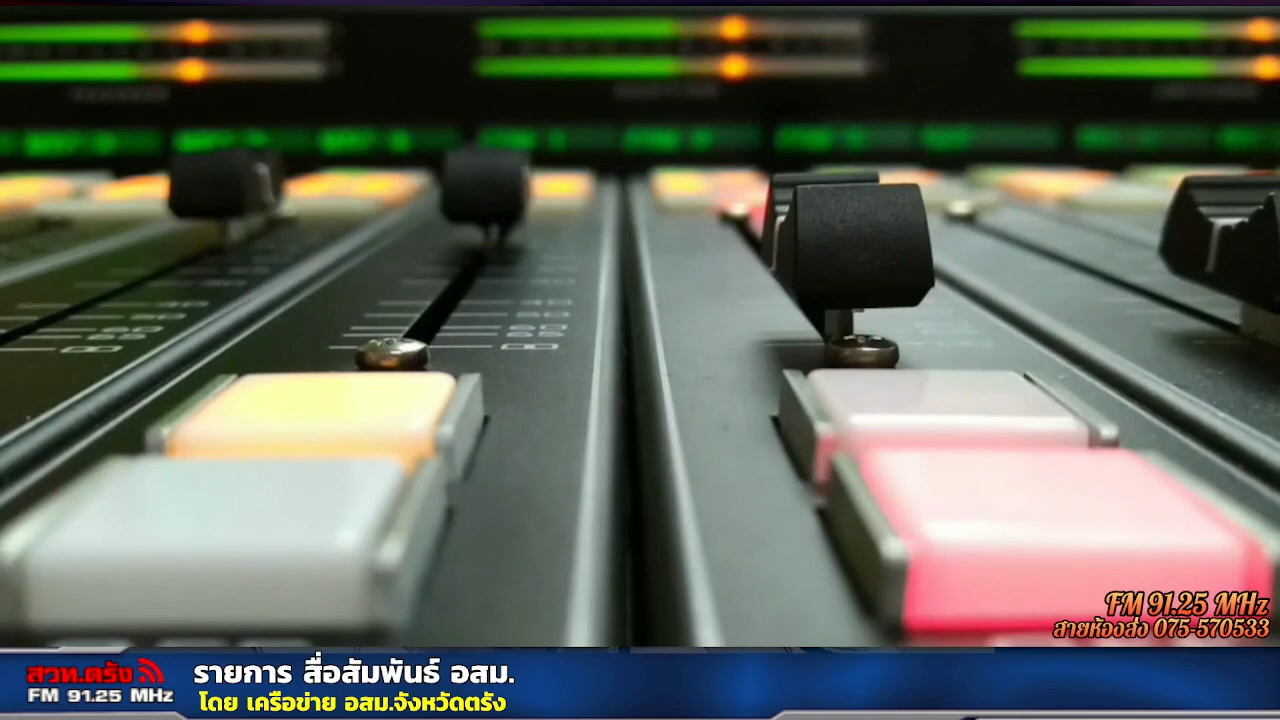 FM 91.25 MHz
สายห้องส่ง 075-570533
สวท.ตรัง
FM 91.25 MHz
รายการ สื่อสัมพันธ์ อสม.
โดย เครือข่าย อสม.จังหวัดตรัง